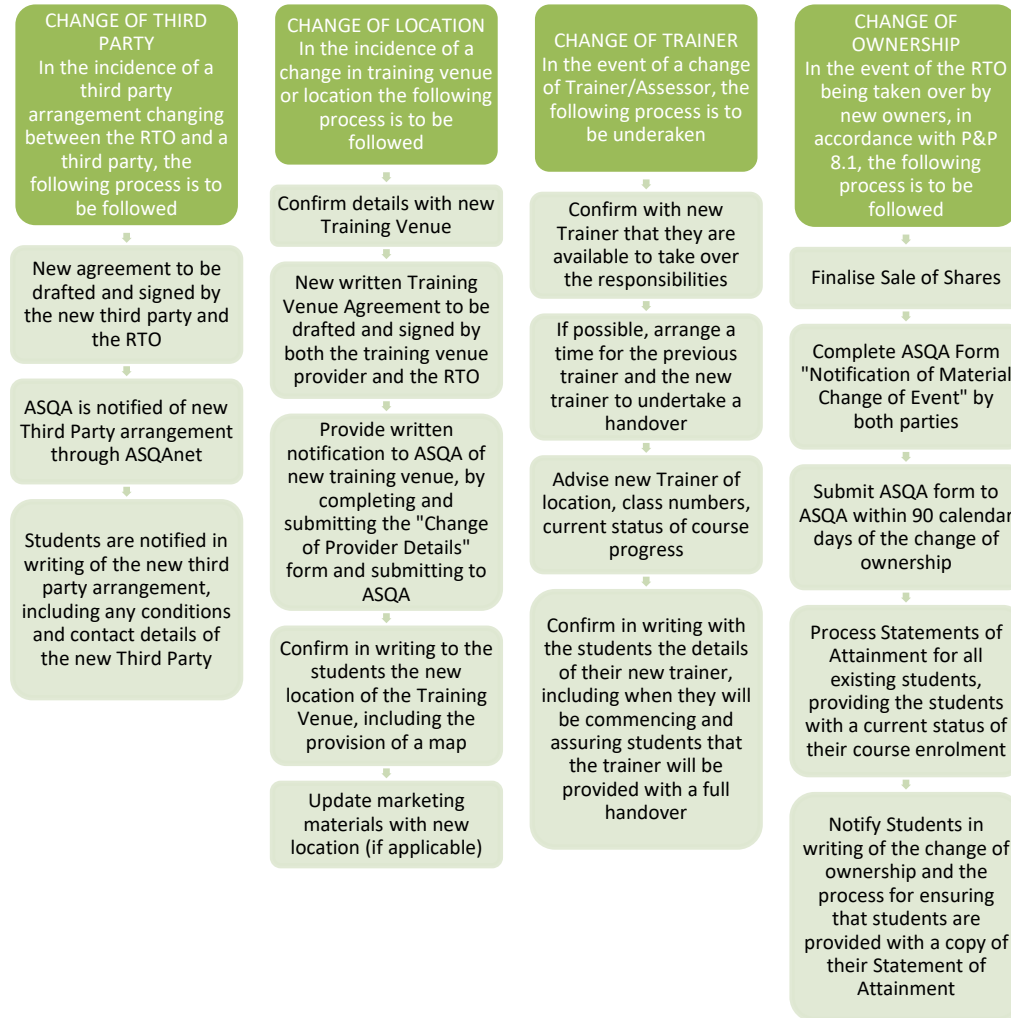 CHANGE OF THIRD
PARTY
In the incidence of a
third party
arrangement changing
between the RTO and a
third party, the
following process is to
be followed
New agreement to be
drafted and signed by
the new third party and
the RTO
ASQA is notified of new
Third Party arrangement
through ASQAnet
Students are notified in
writing of the new third
party arrangement,
including any conditions
and contact details of
the new Third Party
CHANGE OF LOCATION
In the incidence of a
change in training venue
or location the following
process is to be
followed
Confirm details with new
Training Venue
New written Training
Venue Agreement to be
drafted and signed by
both the training venue
provider and the RTO
Provide written
notification to ASQA of
new training venue, by
completing and
submitting the "Change
of Provider Details"
form and submitting to
ASQA
Confirm in writing to the
students the new
location of the Training
Venue, including the
provision of a map
Update marketing
materials with new
location (if applicable)
CHANGE OF TRAINER
In the event of a change
of Trainer/Assessor, the
following process is to
be underaken
Confirm with new
Trainer that they are
available to take over
the responsibilities
If possible, arrange a
time for the previous
trainer and the new
trainer to undertake a
handover
Advise new Trainer of
location, class numbers,
current status of course
progress
Confirm in writing with
the students the details
of their new trainer,
including when they will
be commencing and
assuring students that
the trainer will be
provided with a full
handover
CHANGE OF
OWNERSHIP
In the event of the RTO
being taken over by
new owners, in
accordance with P&P
8.1, the following
process is to be
followed
Finalise Sale of Shares
Complete ASQA Form
"Notification of Material
Change of Event" by
both parties
Submit ASQA form to
ASQA within 90 calendar
days of the change of
ownership
Process Statements of
Attainment for all
existing students,
providing the students
with a current status of
their course enrolment
Notify Students in
writing of the change of
ownership and the
process for ensuring
that students are
provided with a copy of
their Statement of
Attainment